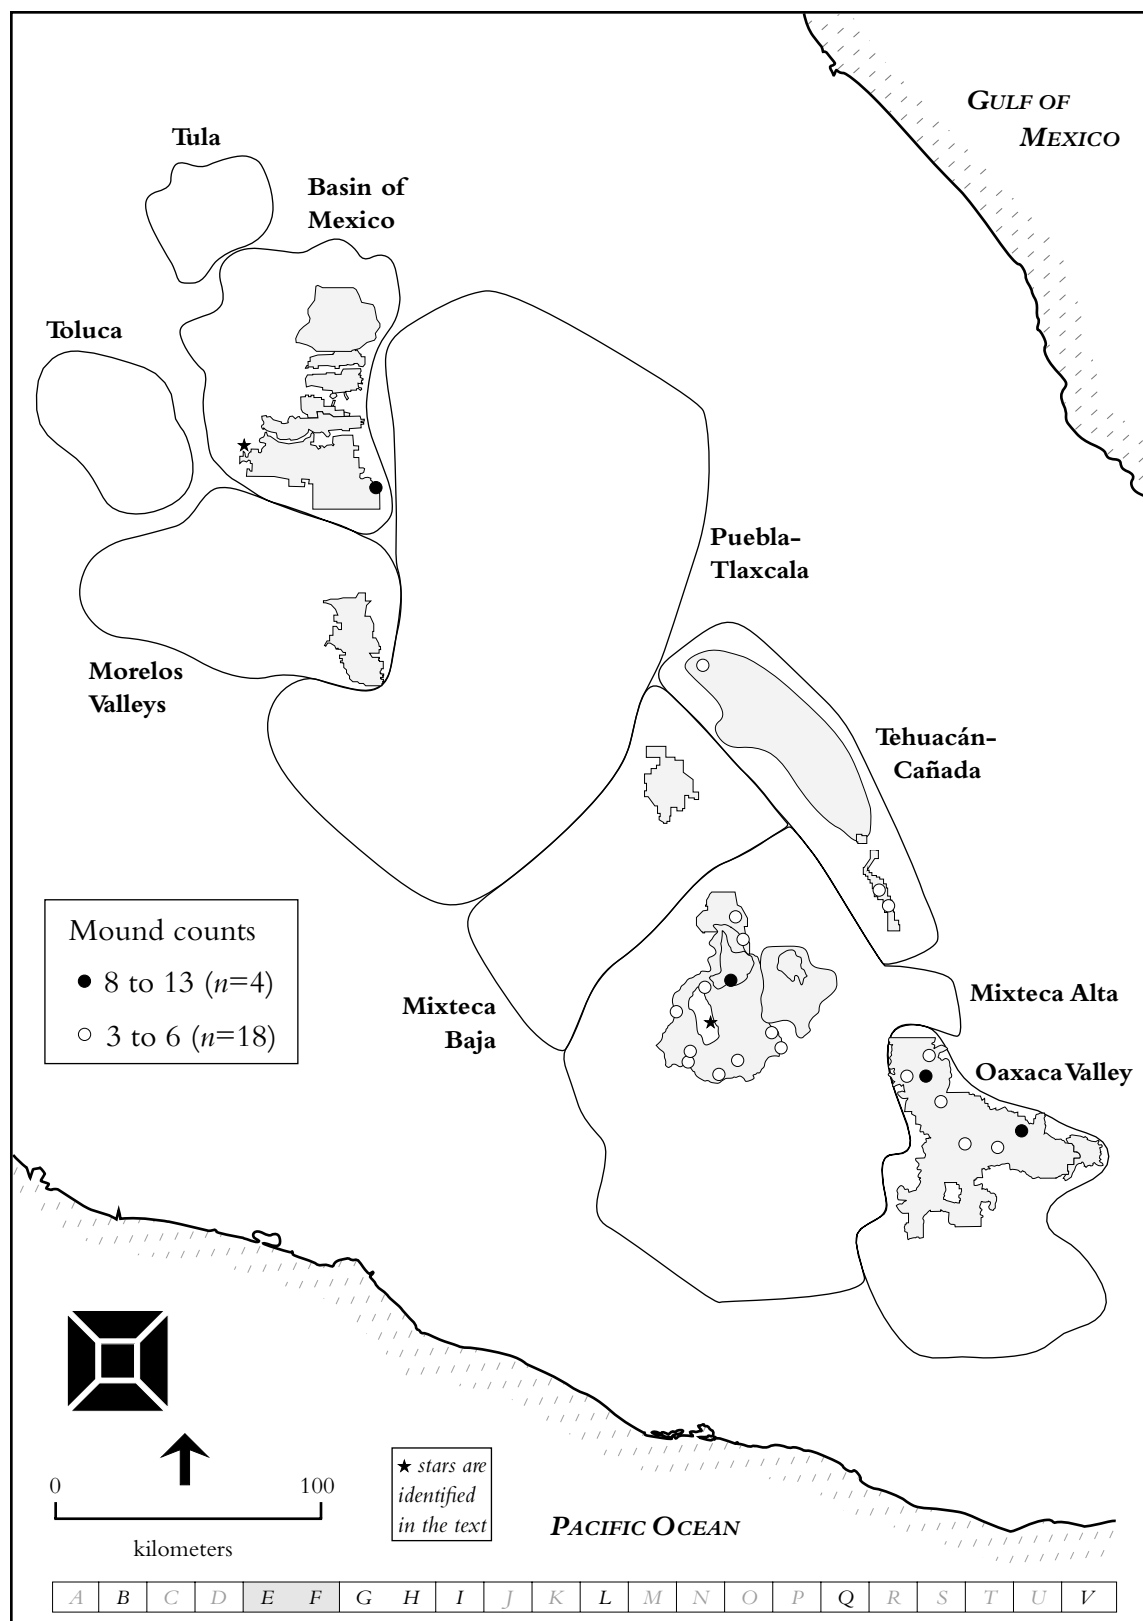 GULF OF
MEXICO
Tula
Basin of
Mexico
Toluca
Puebla-
Tlaxcala
Morelos
Valleys
Tehuacán-
Cañada
Mound counts
8 to 13 (n=4)
3 to 6 (n=18)
Mixteca
Baja
Mixteca Alta
Oaxaca Valley
0 100
kilometers
★ stars are
identified
in the text
PACIFIC OCEAN
A B C D E F G H I J K L M N O P Q R S T U V